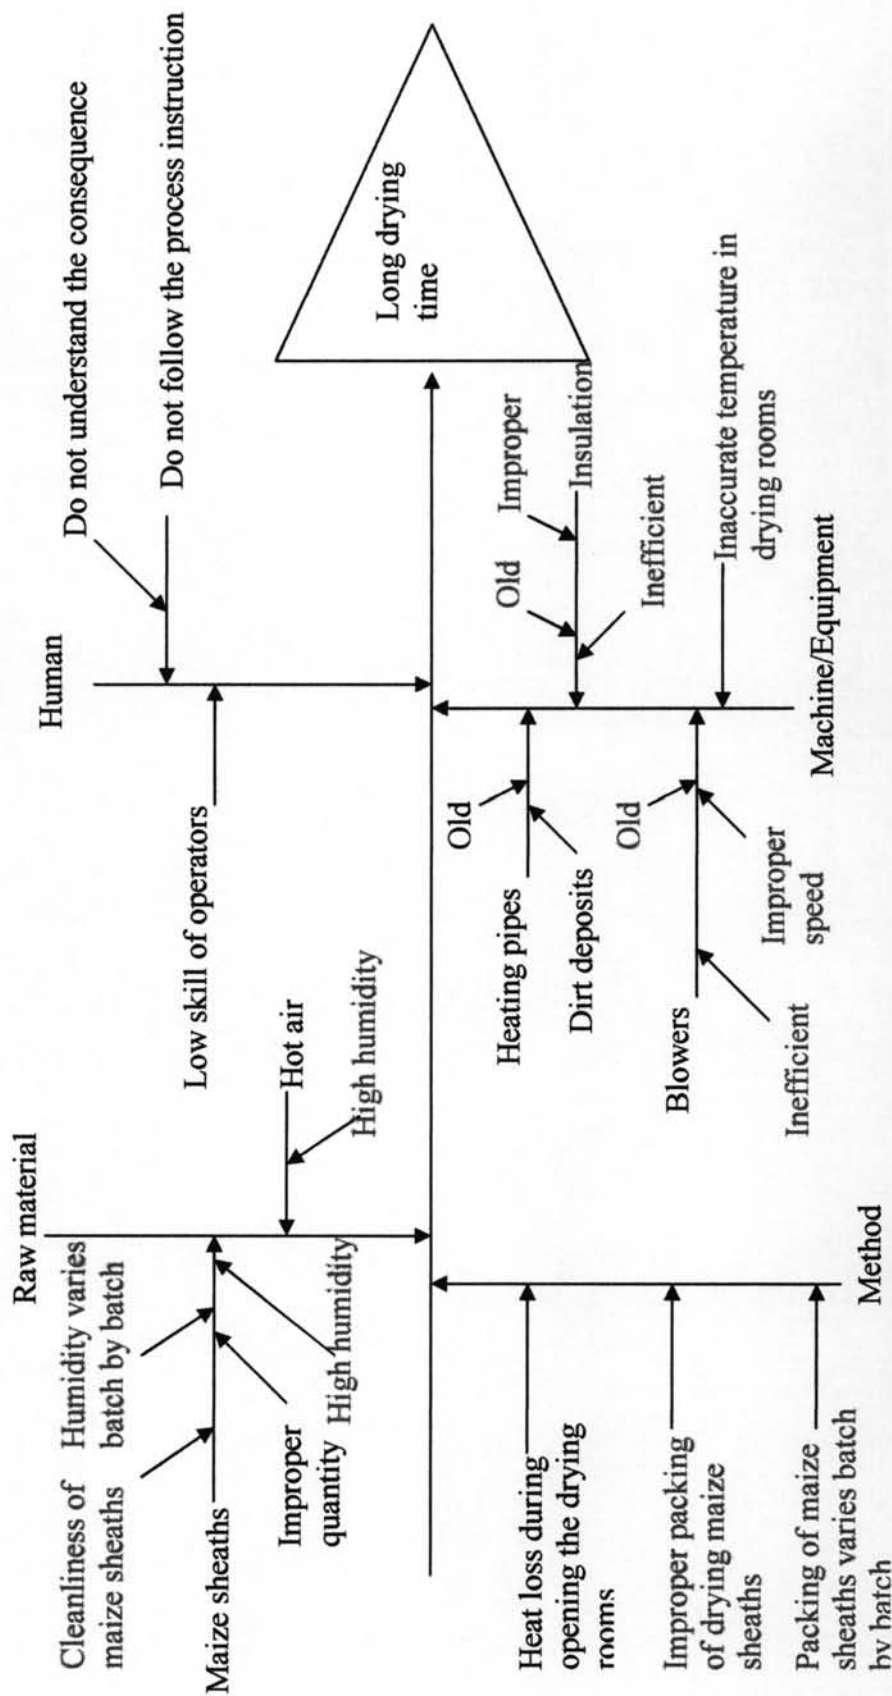 Raw material
Human
Cleanliness of
maize sheaths
Humidity varies
batch by batch
Do not understand the consequence
Do not follow the process instruction
Low skill of operators
Maize sheaths
Hot air
Improper
quantity
High humidity
High humidity
Long drying
time
Heat loss during
opening the drying
rooms
Heating pipes
Old
Dirt deposits
Old
Improper
Insulation
Inefficient
Improper packing
of drying maize
sheaths
Blowers
Old
Improper
speed
Inefficient
Inaccurate temperature in
drying rooms
Packing of maize
sheaths varies batch
by batch
Method
Machine/Equipment